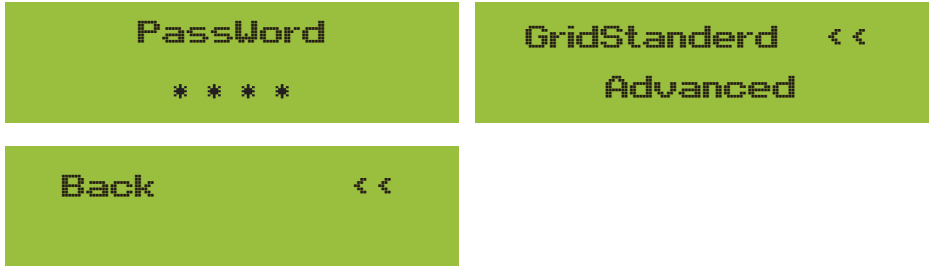 PassWord
* * * *
GridStanderd <<
Advanced
Back <<